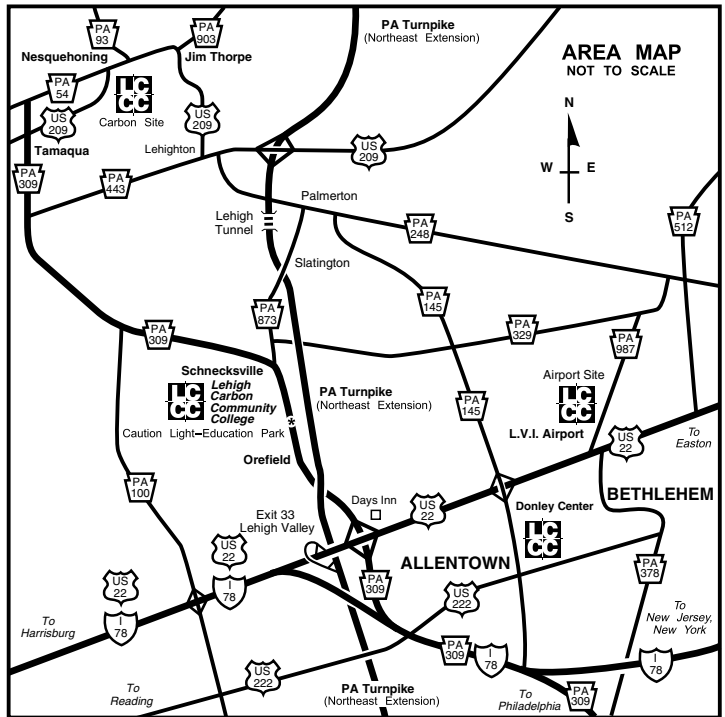 PA 93
PA 903
PA Turnpike
(Northeast Extension)
Nesquehoning
Jim Thorpe
AREA MAP
NOT TO SCALE
PA 54
LC
CC
Carbon Site
US 209
US 209
N
W E
S
Tamaqua
Lehighton
US 209
PA 309
PA 443
Palmerton
Lehigh
Tunnel
PA 248
PA 512
Slatington
PA 873
PA 145
PA 309
PA 329
PA 987
Schnecksville
LC
CC
Lehigh
Carbon
Community
College
Caution Light–Education Park
*
PA Turnpike
(Northeast Extension)
PA 145
Airport Site
LC
CC
L.V.I. Airport
US 22
To
Easton
Orefield
PA 100
Exit 33
Lehigh Valley
Days Inn
US 22
Donley Center
LC
CC
BETHLEHEM
US 22
ALLENTOWN
PA 378
US 22
I 78
PA 309
US 222
To
Harrisburg
I 78
To
New Jersey,
New York
PA 309
I 78
I 78
US 222
To
Reading
PA Turnpike
(Northeast Extension)
To
Philadelphia
PA 309